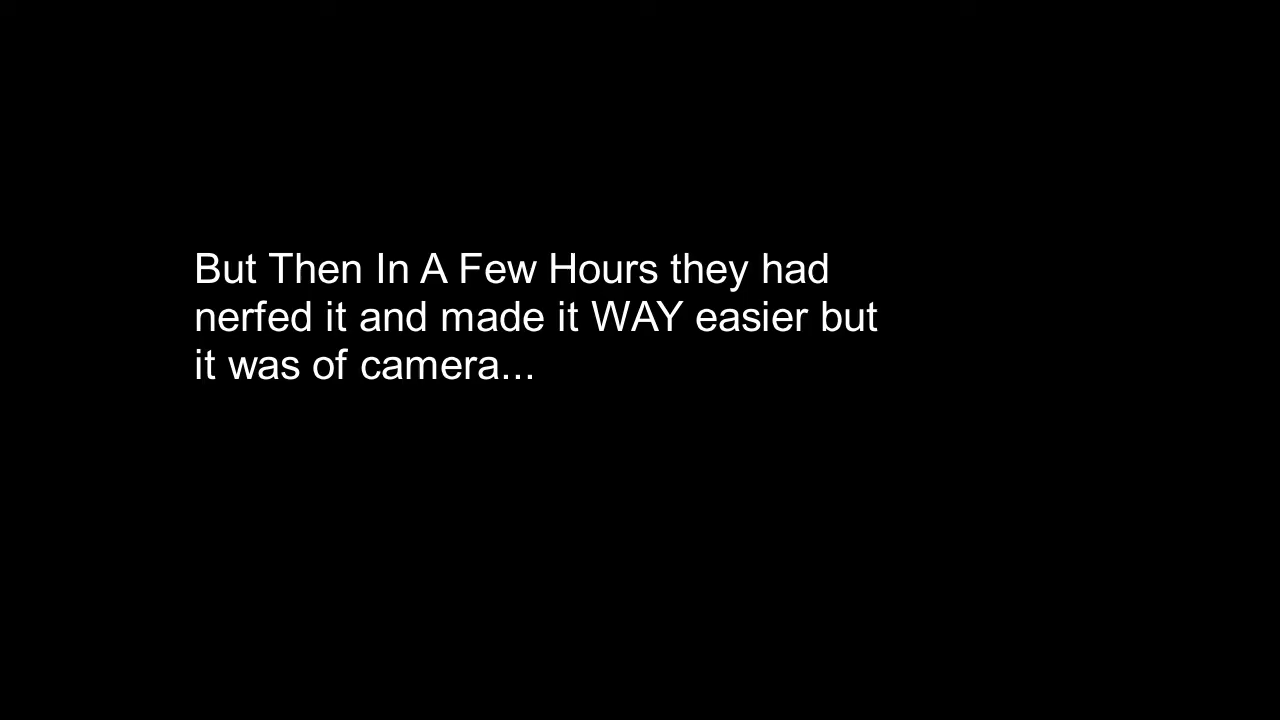 But Then In A Few Hours they had
nerfed it and made it WAY easier but
it was of camera...